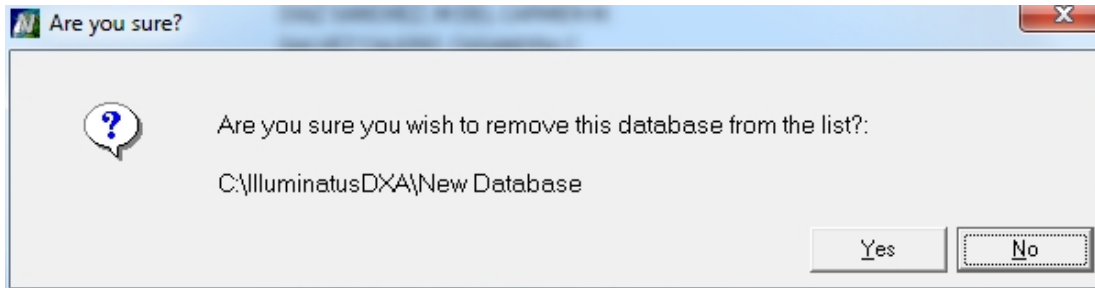 Are you sure?
Are you sure you wish to remove this database from the list?:
C:\IlluminatusDXA\New Database
Yes
No